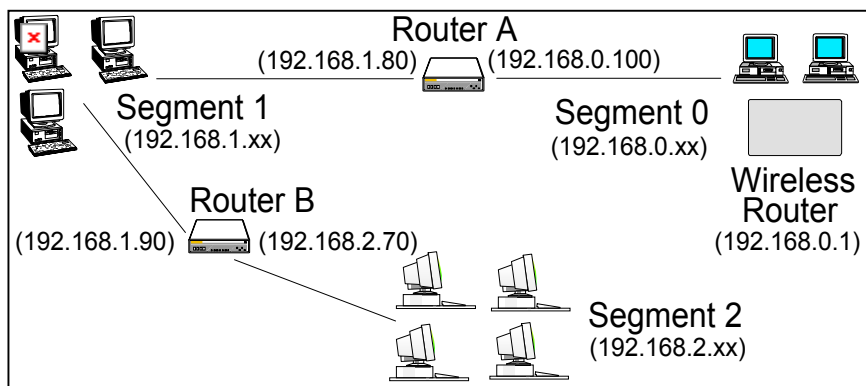 Router A
(192.168.1.80)
(192.168.0.100)
Segment 1
(192.168.1.xx)
Segment 0
(192.168.0.xx)
Wireless
Router
(192.168.0.1)
Router B
(192.168.1.90)
(192.168.2.70)
Segment 2
(192.168.2.xx)